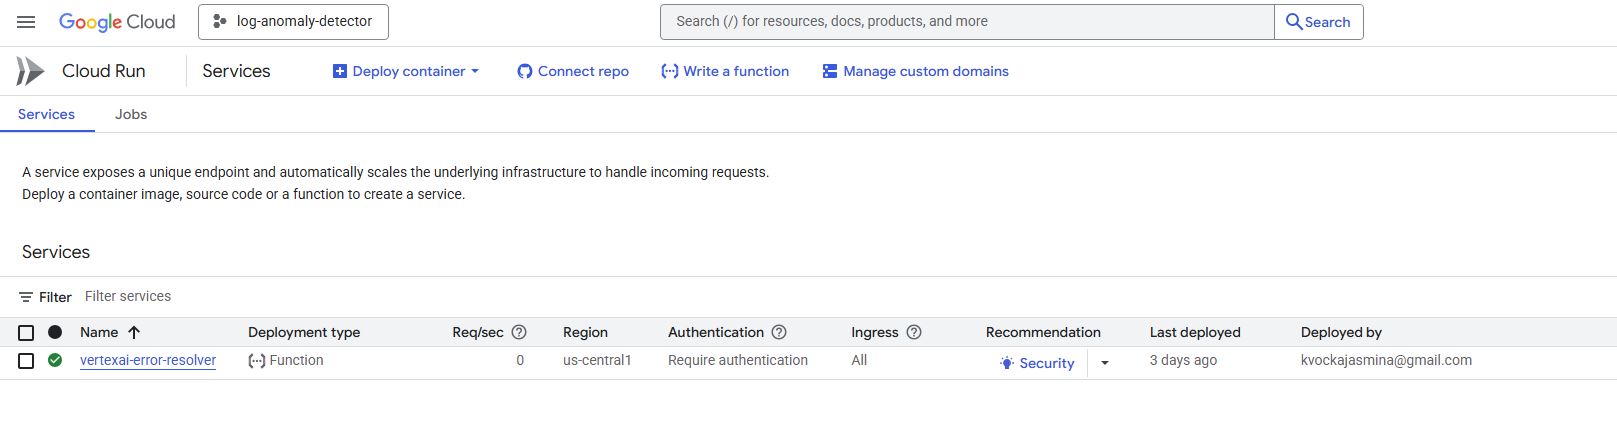 Google Cloud log-anomaly-detector Search (/) for resources, docs, products, and more Search
Cloud Run Services Deploy container Connect repo Write a function Manage custom domains
Services Jobs
A service exposes a unique endpoint and automatically scales the underlying infrastructure to handle incoming requests.
Deploy a container image, source code or a function to create a service.
Services
Filter Filter services
Name Deployment type Req/sec Region Authentication Ingress Recommendation Last deployed Deployed by
vertexai-error-resolver Function 0 us-central1 Require authentication All Security 3 days ago kvockajasmina@gmail.com